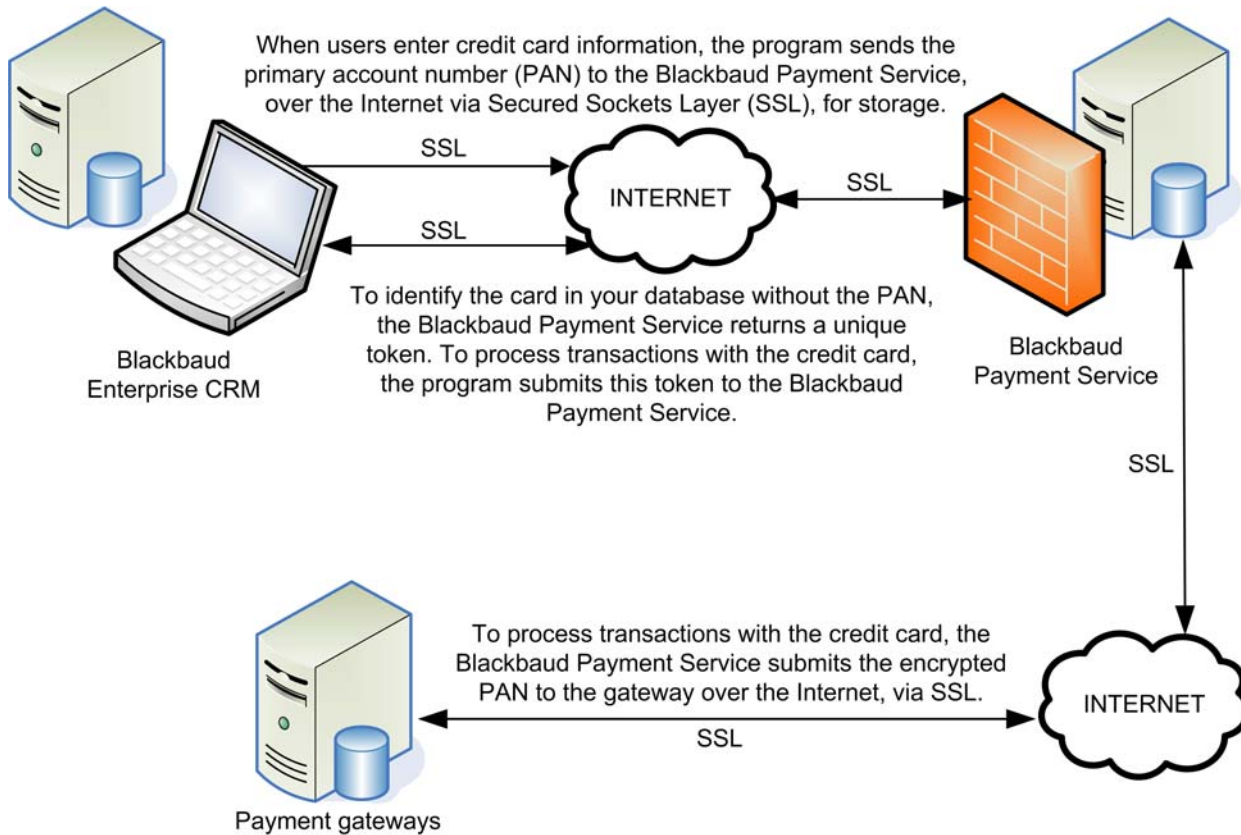 When users enter credit card information, the program sends the
primary account number (PAN) to the Blackbaud Payment Service,
over the Internet via Secured Sockets Layer (SSL), for storage.
SSL
INTERNET
SSL
SSL
To identify the card in your database without the PAN,
the Blackbaud Payment Service returns a unique
token. To process transactions with the credit card,
the program submits this token to the Blackbaud
Payment Service.
Blackbaud
Enterprise CRM
Blackbaud
Payment Service
SSL
To process transactions with the credit card, the
Blackbaud Payment Service submits the encrypted
PAN to the gateway over the Internet, via SSL.
SSL
INTERNET
Payment gateways